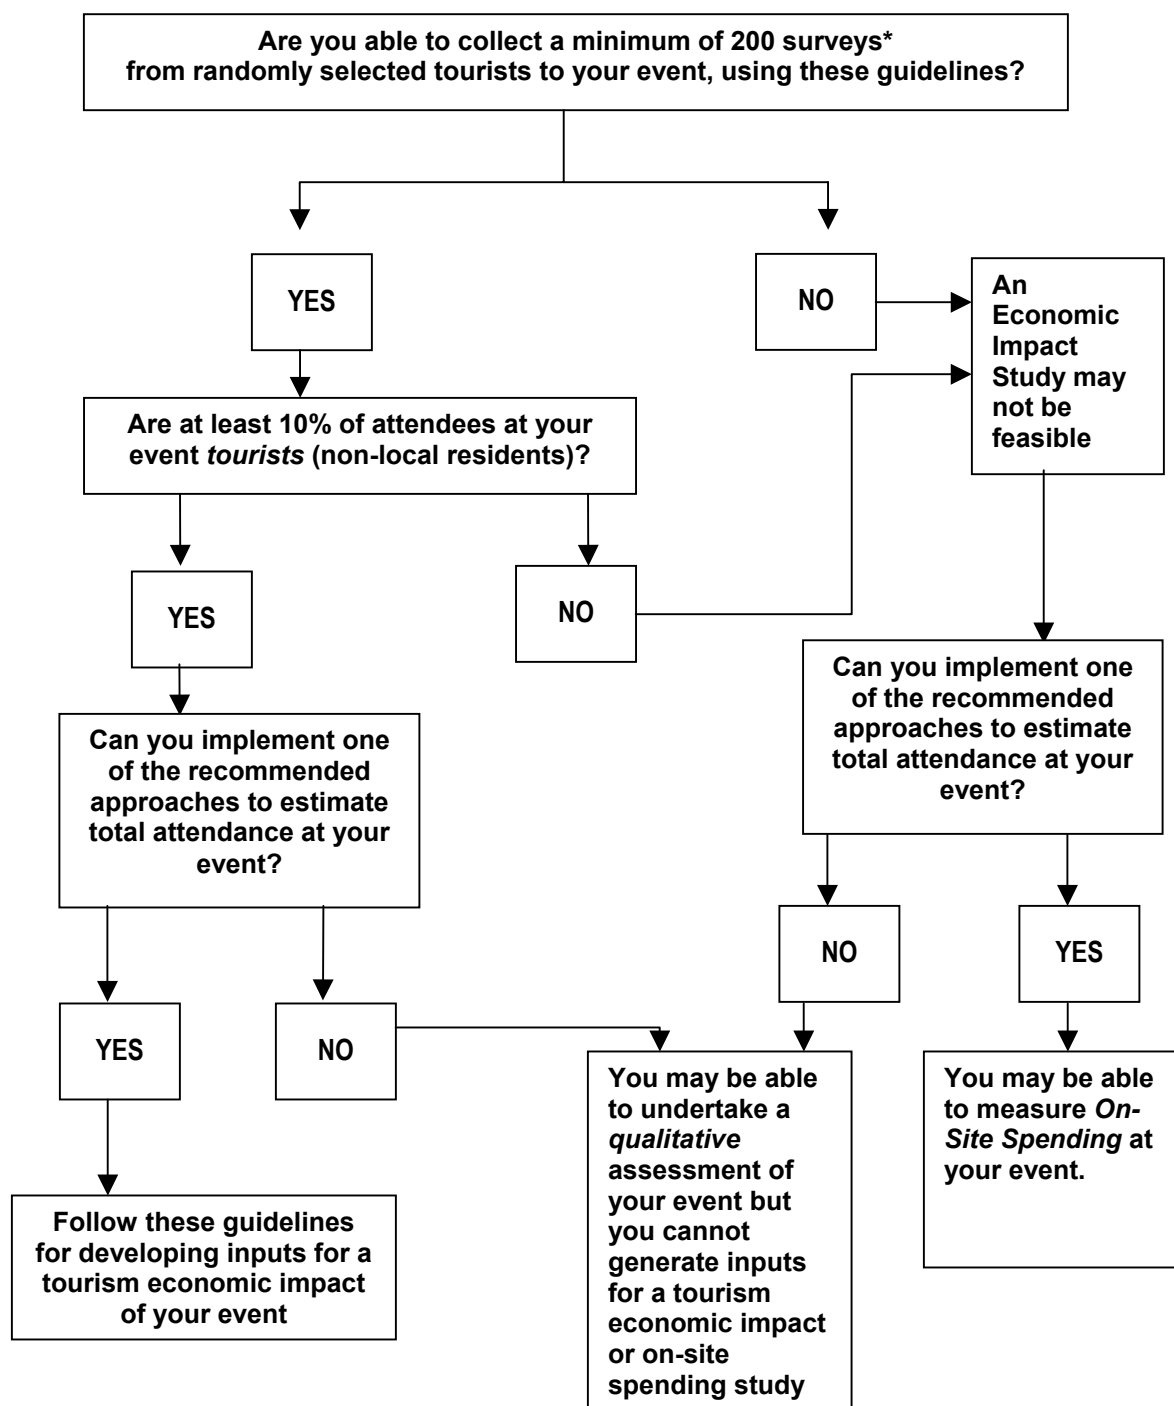 Are you able to collect a minimum of 200 surveys*
from randomly selected tourists to your event, using these guidelines?
YES
NO
An
Economic
Impact
Study may
not be
feasible
Are at least 10% of attendees at your
event tourists (non-local residents)?
YES
NO
Can you implement one
of the recommended
approaches to estimate
total attendance at your
event?
Can you implement one
of the recommended
approaches to estimate
total attendance at your
event?
NO
YES
YES
NO
You may be able
to undertake a
qualitative
assessment of
your event but
you cannot
generate inputs
for a tourism
economic impact
or on-site
spending study
You may be able
to measure On-
Site Spending at
your event.
Follow these guidelines
for developing inputs for a
tourism economic impact
of your event